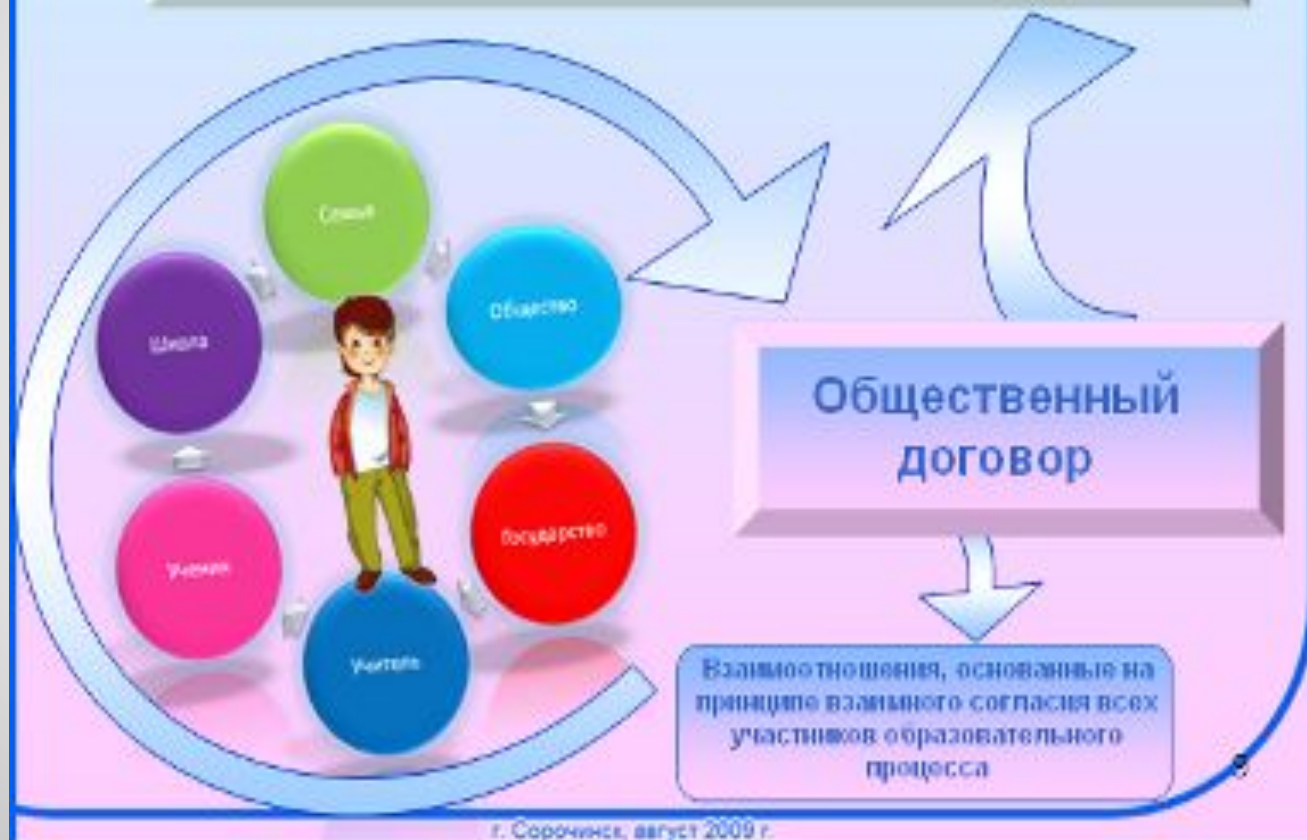 Семья
Общество
Школа
Общественный
договор
Государство
Ученик
Учитель
Взаимоотношения, основанные на
принципе взаимного согласия всех
участников образовательного
процесса
г. Сорочинск, август 2009 г.